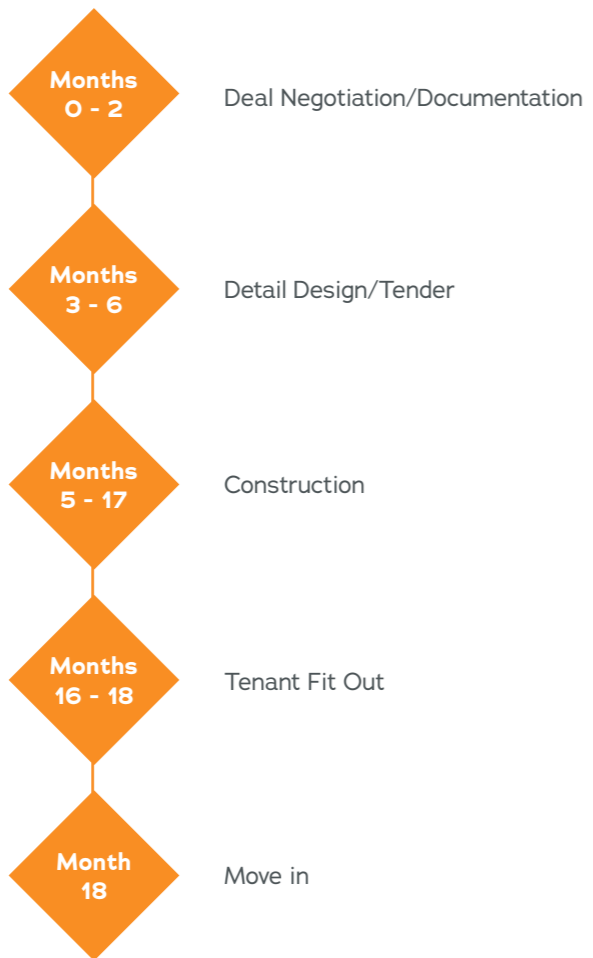 Months
0 - 2
Deal Negotiation/Documentation
Months
3 - 6
Detail Design/Tender
Months
5 - 17
Construction
Months
16 - 18
Tenant Fit Out
Month
18
Move in